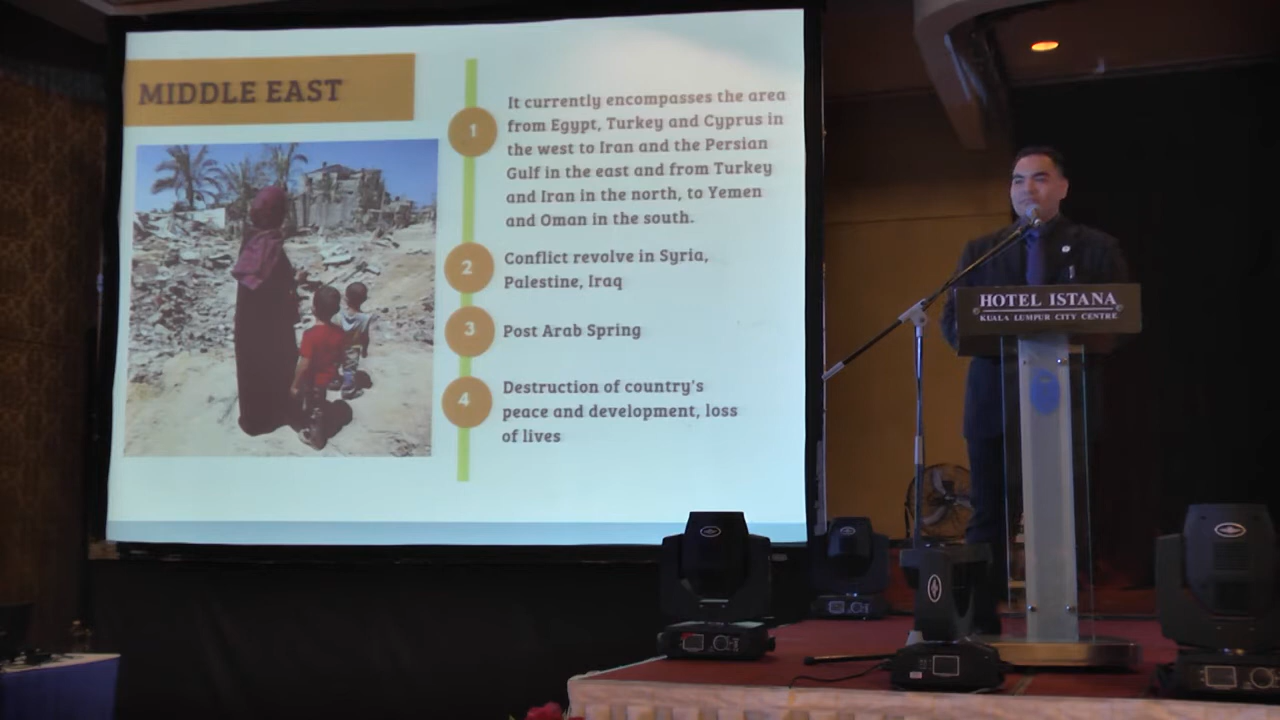 MIDDLE EAST
1
It currently encompasses the area
from Egypt, Turkey and Cyprus in
the west to Iran and the Persian
Gulf in the east and from Turkey
and Iran in the north, to Yemen
and Oman in the south.
2
Conflict revolve in Syria,
Palestine, Iraq
3
Post Arab Spring
4
Destruction of country's
peace and development, loss
of lives
HOTEL ISTANA
KUALA LUMPUR CITY CENTRE